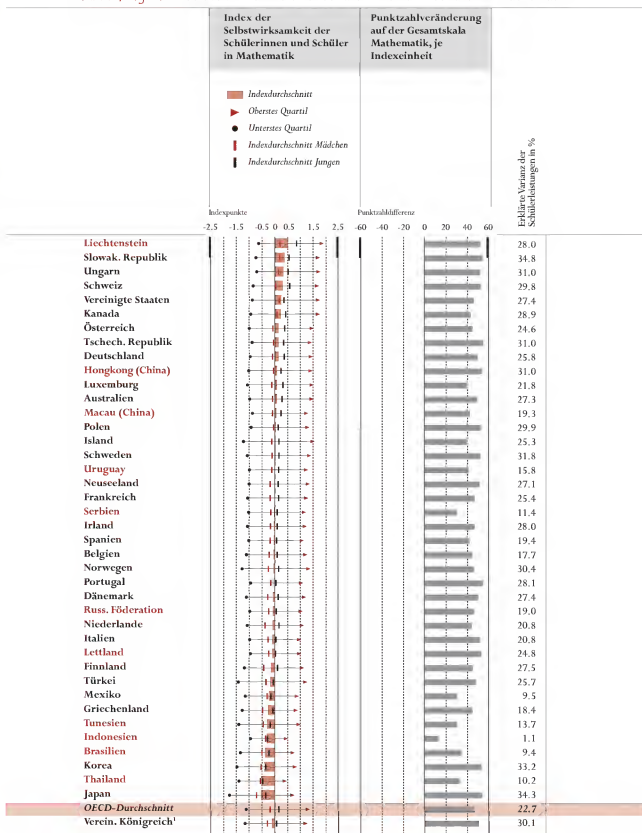 Index der
Selbstwirksamkeit der
Schülerinnen und Schüler
in Mathematik
Punktzahlveränderung
auf der Gesamtskala
Mathematik, je
Indexeinheit
Indexdurchschnitt
Oberstes Quartil
Unterstes Quartil
Indexdurchschnitt Mädchen
Indexdurchschnitt Jungen
Erklärte Varianz der
Schülerleistungen in %
Indexpunkte
Punktzahldifferenz
-2.5 -1.5 -.5 0 0.5 1.5 2.5 -60 -40 -20 0 20 40 60
Liechtenstein 28.0
Slowak. Republik 34.8
Ungarn 31.0
Schweiz 29.8
Vereinigte Staaten 27.4
Kanada 28.9
Österreich 24.6
Tschech. Republik 31.0
Deutschland 25.8
Hongkong (China) 31.0
Luxemburg 21.8
Australien 27.3
Macau (China) 19.3
Polen 29.9
Island 25.3
Schweden 31.8
Uruguay 15.8
Neuseeland 27.1
Frankreich 25.4
Serbien 11.4
Irland 28.0
Spanien 19.4
Belgien 17.7
Norwegen 30.4
Portugal 28.1
Dänemark 27.4
Russ. Föderation 19.0
Niederlande 20.8
Italien 20.8
Lettland 24.8
Finnland 27.5
Türkei 25.7
Mexiko 9.5
Griechenland 18.4
Tunesien 13.7
Indonesien 1.1
Brasilien 9.4
Korea 33.2
Thailand 10.2
Japan 34.3
OECD-Durchschnitt 22.7
Verein. Königreich¹ 30.1